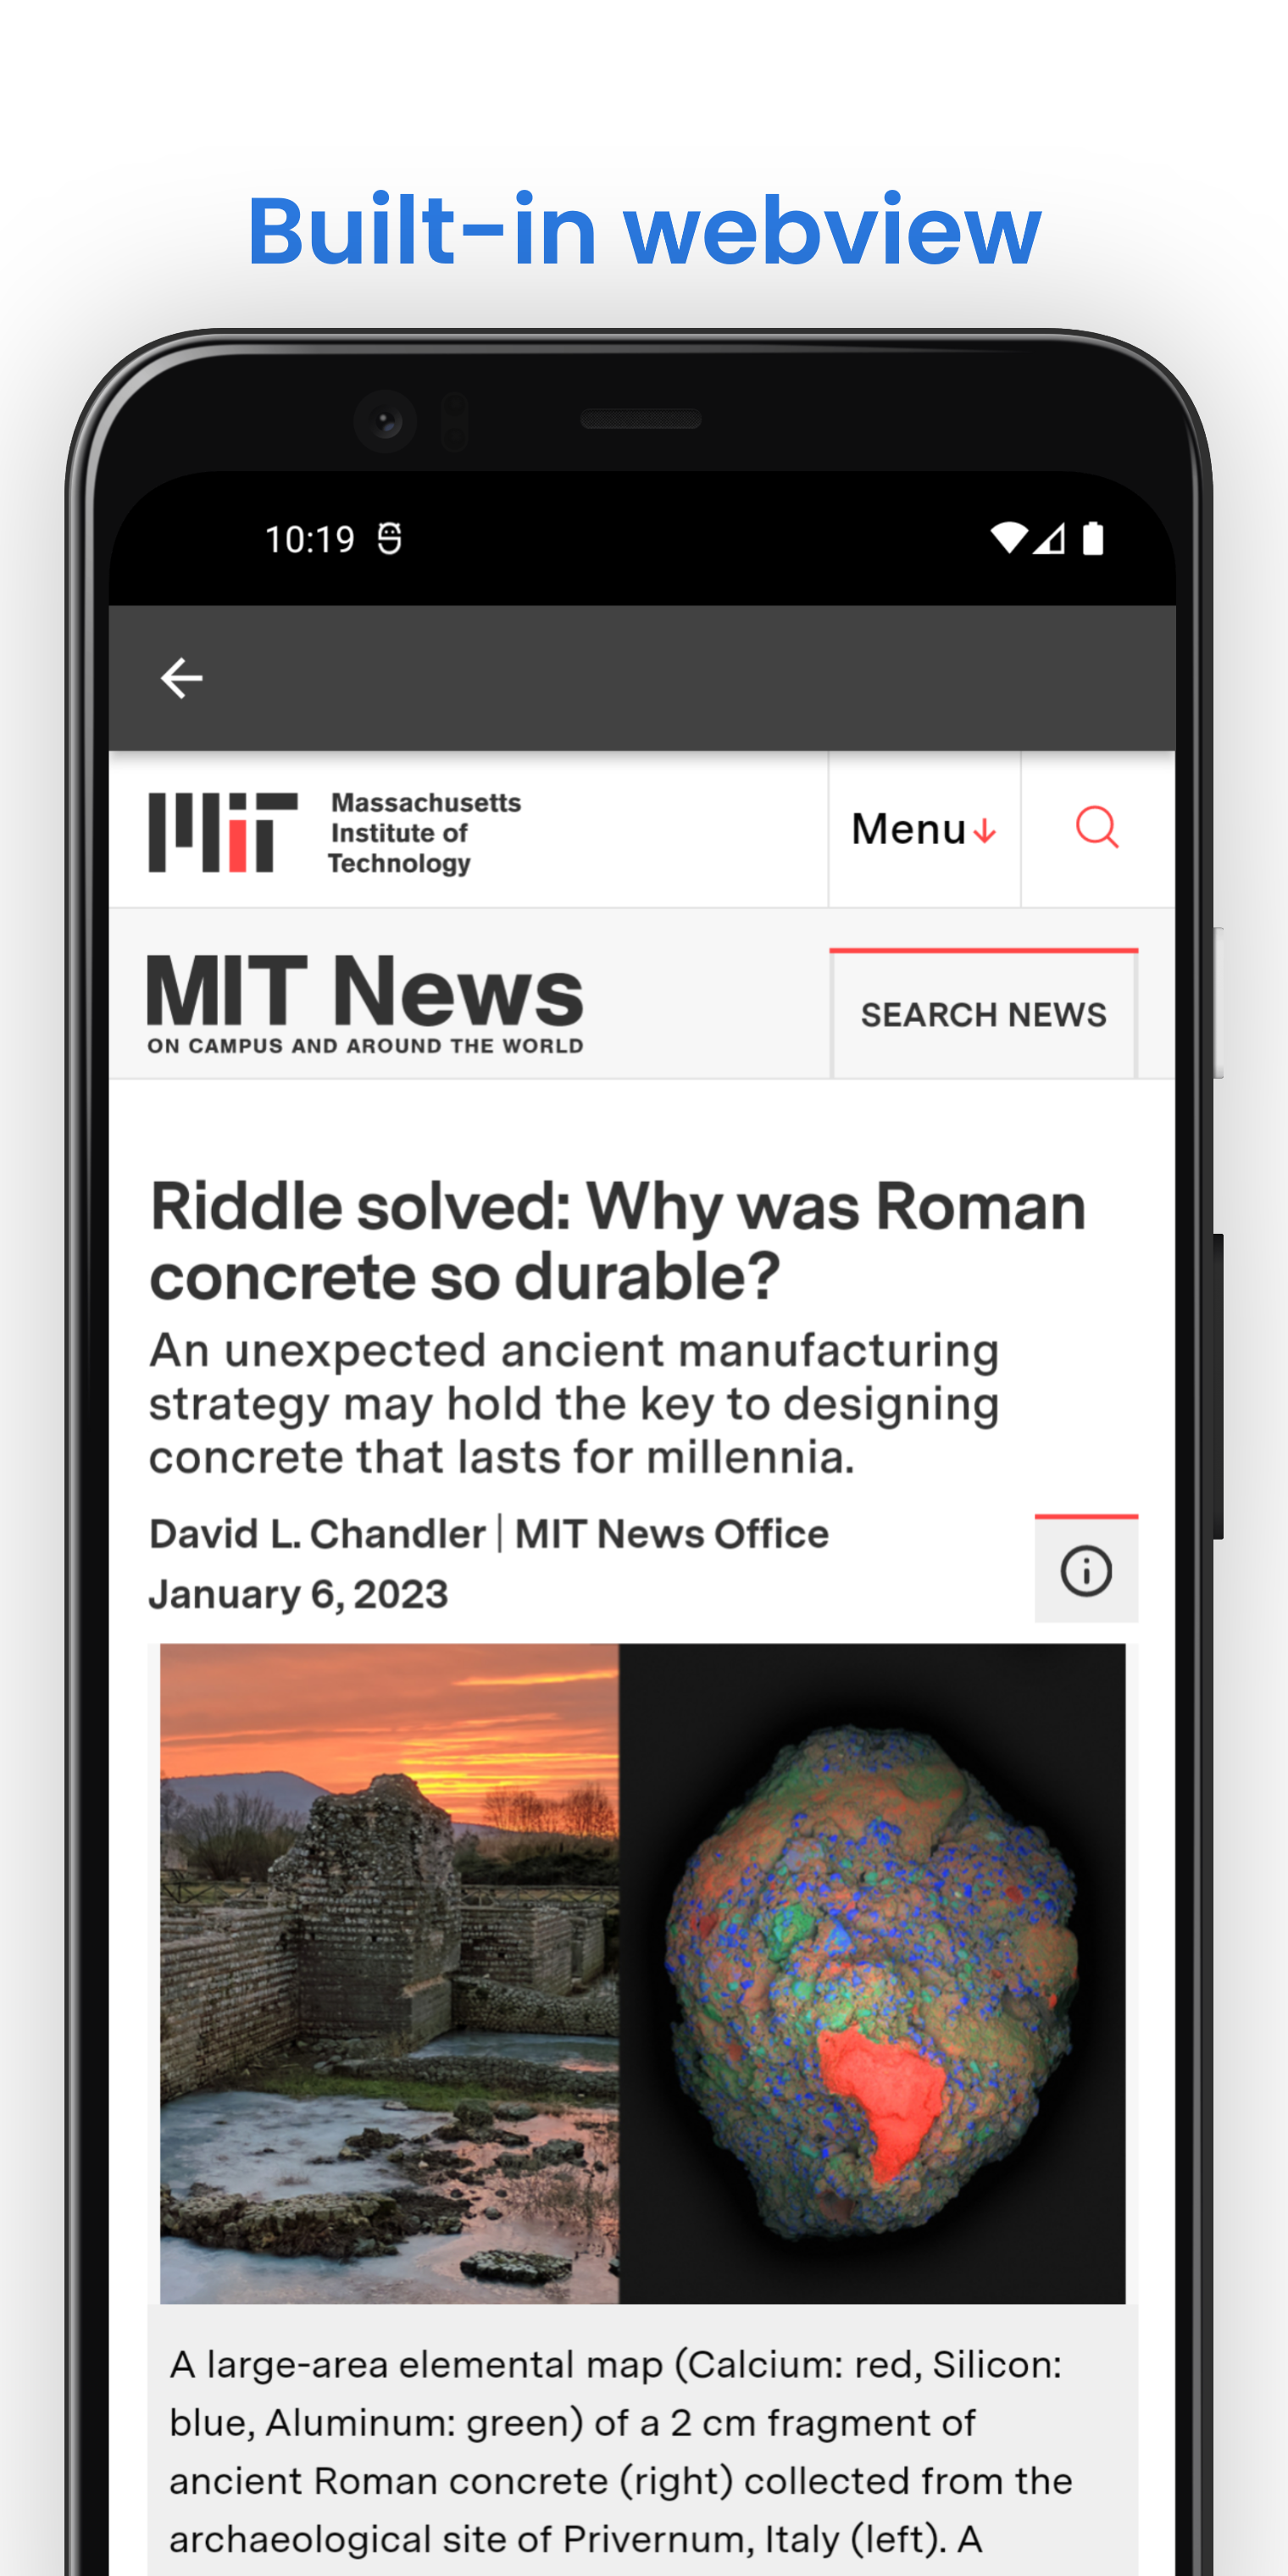 Built-in webview
10:19
Massachusetts
Institute of
Technology
Menu
MIT News
ON CAMPUS AND AROUND THE WORLD
SEARCH NEWS
Riddle solved: Why was Roman
concrete so durable?
An unexpected ancient manufacturing
strategy may hold the key to designing
concrete that lasts for millennia.
David L. Chandler | MIT News Office
January 6, 2023
A large-area elemental map (Calcium: red, Silicon:
blue, Aluminum: green) of a 2 cm fragment of
ancient Roman concrete (right) collected from the
archaeological site of Privernum, Italy (left). A